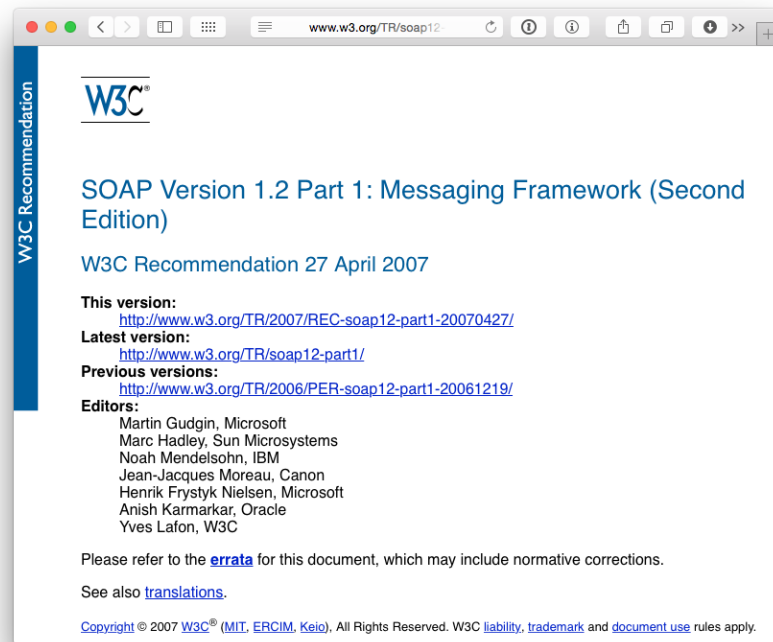 www.w3.org/TR/soap12-
W3C Recommendation
W3C®
SOAP Version 1.2 Part 1: Messaging Framework (Second
Edition)
W3C Recommendation 27 April 2007
This version:
http://www.w3.org/TR/2007/REC-soap12-part1-20070427/
Latest version:
http://www.w3.org/TR/soap12-part1/
Previous versions:
http://www.w3.org/TR/2006/PER-soap12-part1-20061219/
Editors:
Martin Gudgin, Microsoft
Marc Hadley, Sun Microsystems
Noah Mendelsohn, IBM
Jean-Jacques Moreau, Canon
Henrik Frystyk Nielsen, Microsoft
Anish Karmarkar, Oracle
Yves Lafon, W3C
Please refer to the errata for this document, which may include normative corrections.
See also translations.
Copyright © 2007 W3C® (MIT, ERCIM, Keio), All Rights Reserved. W3C liability, trademark and document use rules apply.